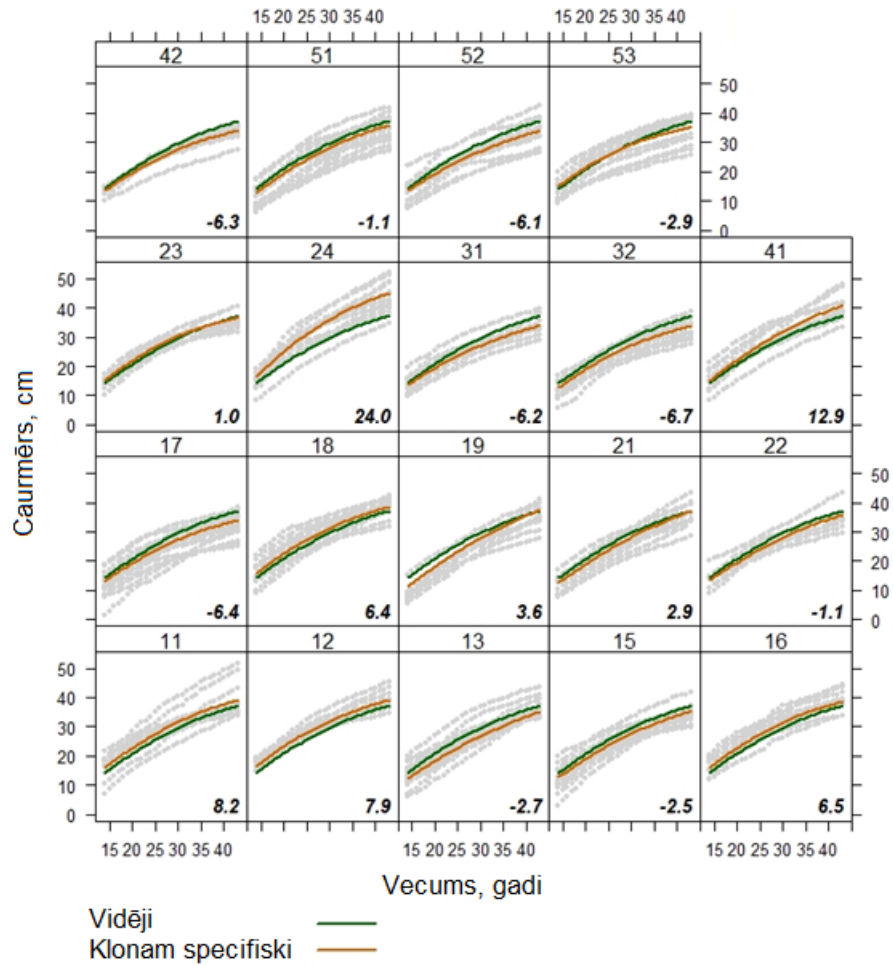 15 20 25 30 35 40
15 20 25 30 35 40
42 51 52 53
50
40
30
20
10
0
-6.3 -1.1 -6.1 -2.9
23 24 31 32 41
50
40
30
20
10
0
1.0 24.0 -6.2 -6.7 12.9
17 18 19 21 22
50
40
30
20
10
0
-6.4 6.4 3.6 2.9 -1.1
11 12 13 15 16
50
40
30
20
10
0
8.2 7.9 -2.7 -2.5 6.5
15 20 25 30 35 40
15 20 25 30 35 40
15 20 25 30 35 40
Caurmērs, cm
Vecums, gadi
Vidēji
Klonam specifiski